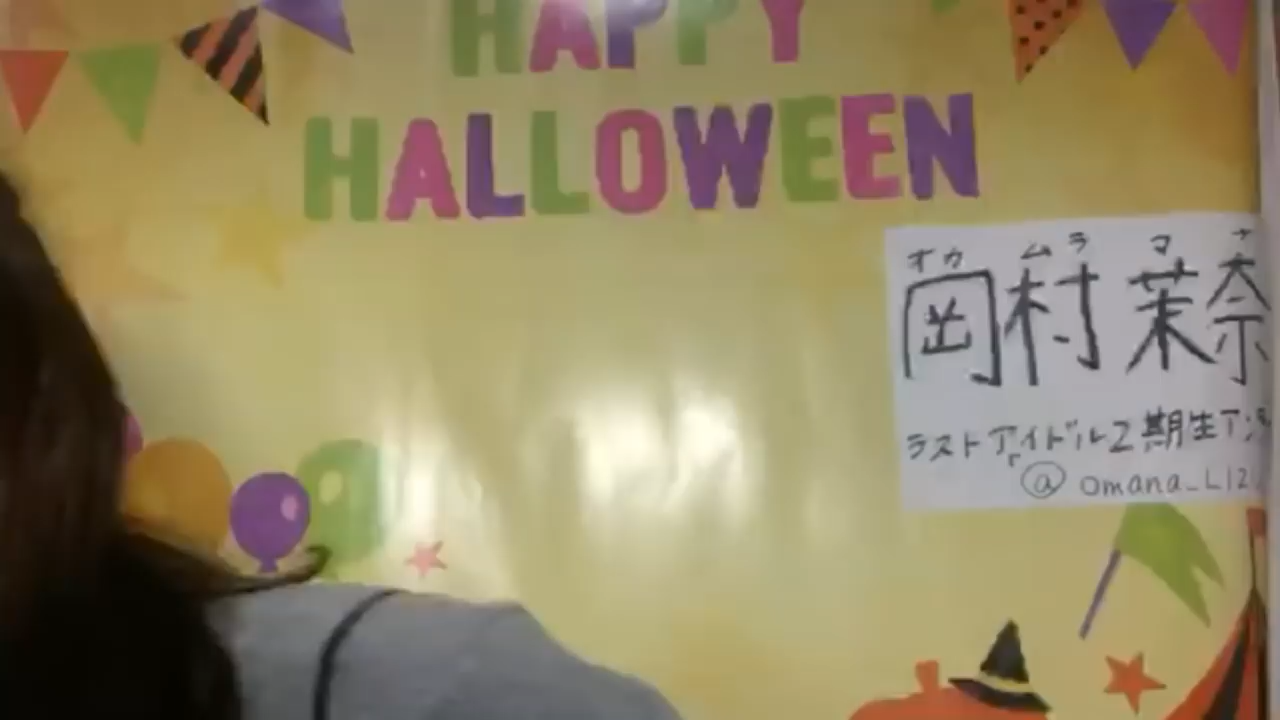 HAPPY
HALLOWEEN
オカ ムラ マ ナ
岡村茉奈
ラストアイドル2期生アン
@omana_L12